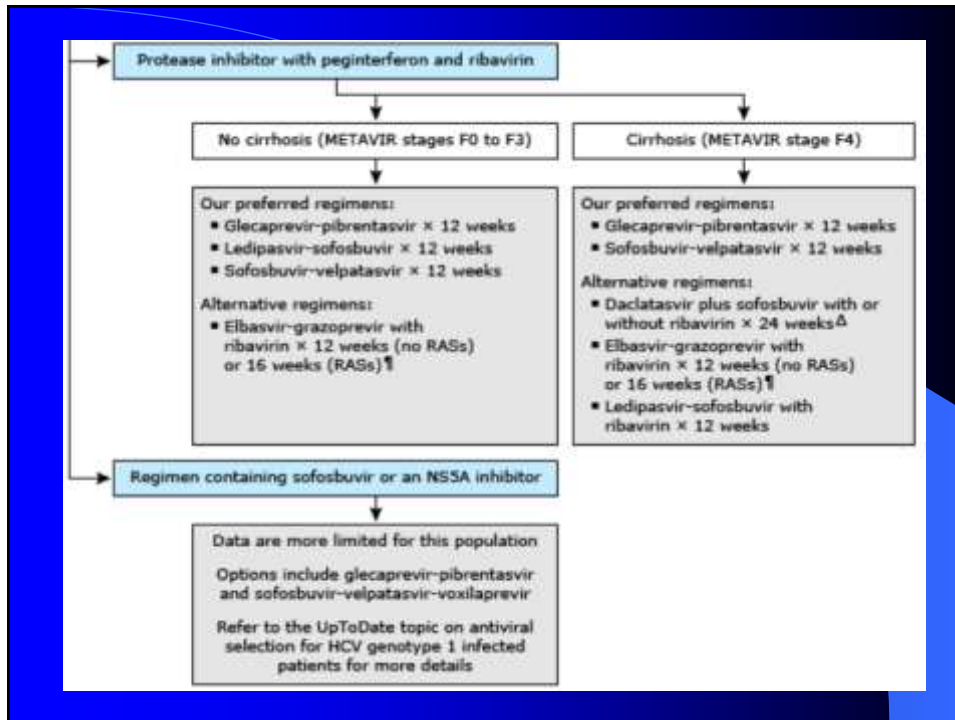 Protease inhibitor with peginterferon and ribavirin
No cirrhosis (METAVIR stages F0 to F3)
Our preferred regimens:
▪ Glecaprevir-pibrentasvir × 12 weeks
▪ Ledipasvir-sofosbuvir × 12 weeks
▪ Sofosbuvir-velpatasvir × 12 weeks
Alternative regimens:
▪ Elbasvir-grazoprevir with
ribavirin × 12 weeks (no RASs)
or 16 weeks (RASs)¶
Cirrhosis (METAVIR stage F4)
Our preferred regimens:
▪ Glecaprevir-pibrentasvir × 12 weeks
▪ Sofosbuvir-velpatasvir × 12 weeks
Alternative regimens:
▪ Daclatasvir plus sofosbuvir with or
without ribavirin × 24 weeksΔ
▪ Elbasvir-grazoprevir with
ribavirin × 12 weeks (no RASs)
or 16 weeks (RASs)¶
▪ Ledipasvir-sofosbuvir with
ribavirin × 12 weeks
Regimen containing sofosbuvir or an NS5A inhibitor
Data are more limited for this population
Options include glecaprevir-pibrentasvir
and sofosbuvir-velpatasvir-voxilaprevir
Refer to the UpToDate topic on antiviral
selection for HCV genotype 1 infected
patients for more details